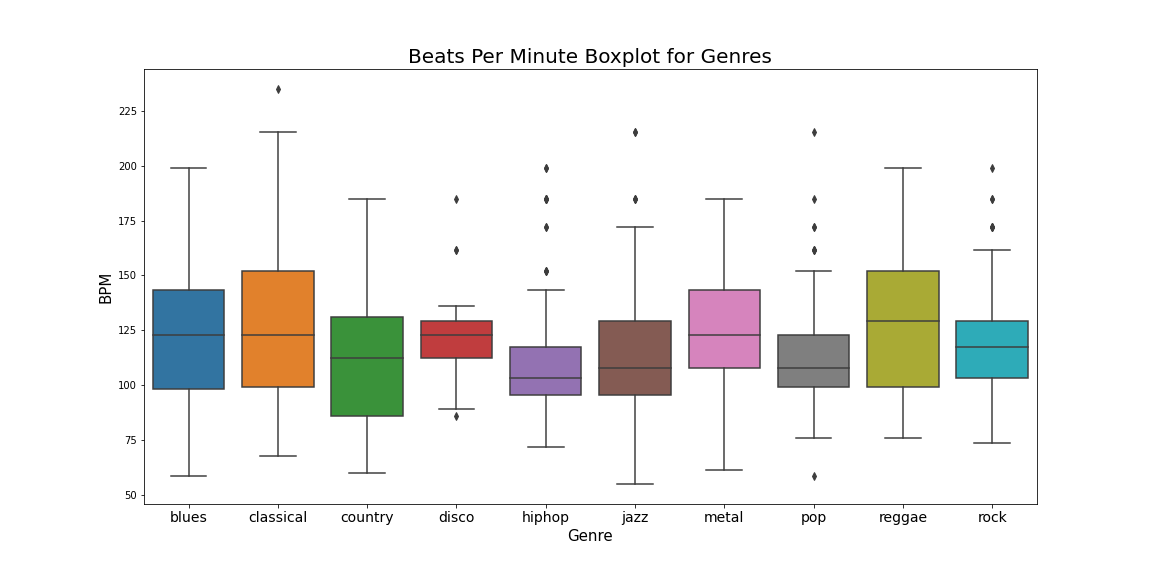 Beats Per Minute Boxplot for Genres
BPM
225
200
175
150
125
100
75
50
blues classical country disco hiphop jazz metal pop reggae rock
Genre